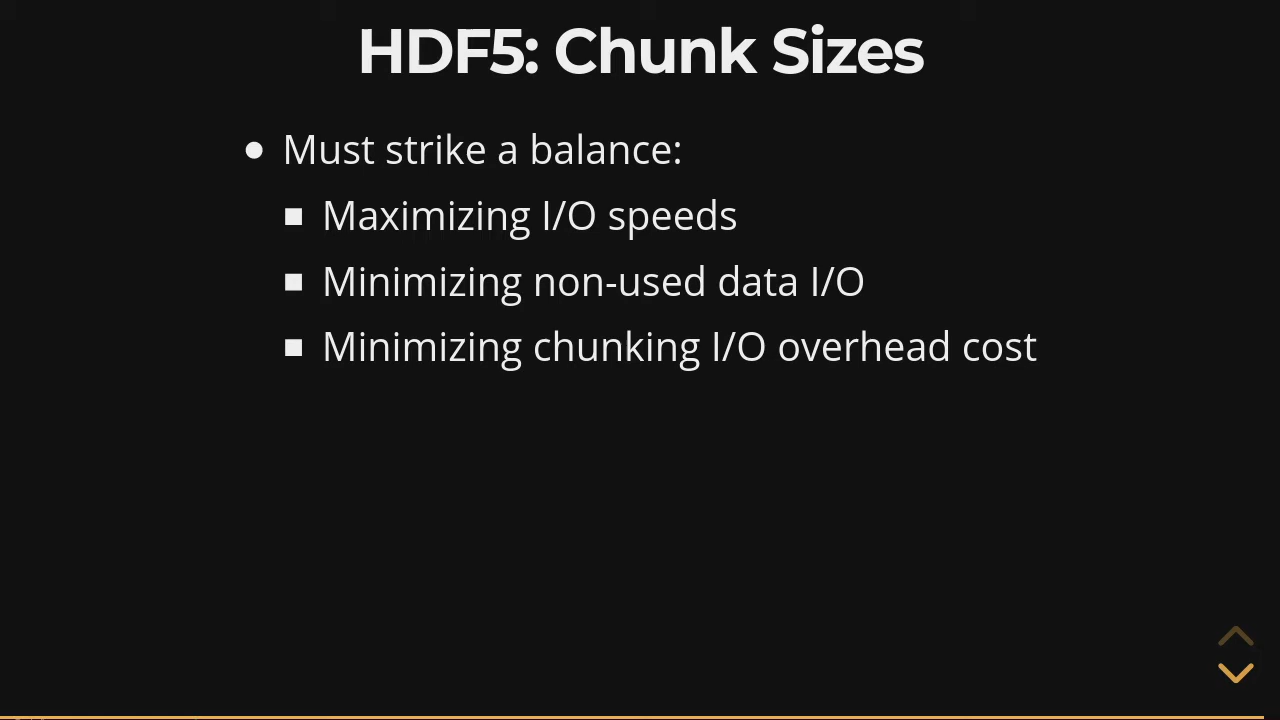 HDF5: Chunk Sizes
Must strike a balance:
Maximizing I/O speeds
Minimizing non-used data I/O
Minimizing chunking I/O overhead cost